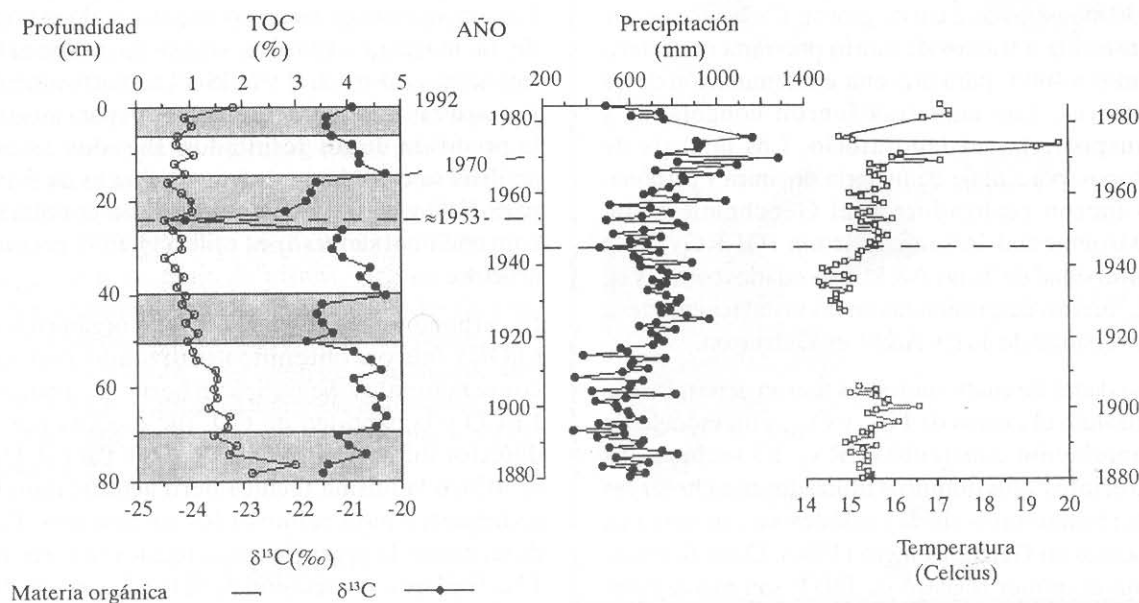 Profundidad (cm)
TOC (%)
AÑO
Precipitación (mm)
0 1 2 3 4 5
200 600 1000 1400
0
20
40
60
80
1992
1970
≈1953
1980
1960
1940
1920
1900
1880
1980
1960
1940
1920
1900
1880
-25 -24 -23 -22 -21 -20
14 15 16 17 18 19 20
δ¹³C(‰)
Temperatura (Celcius)
Materia orgánica
δ¹³C